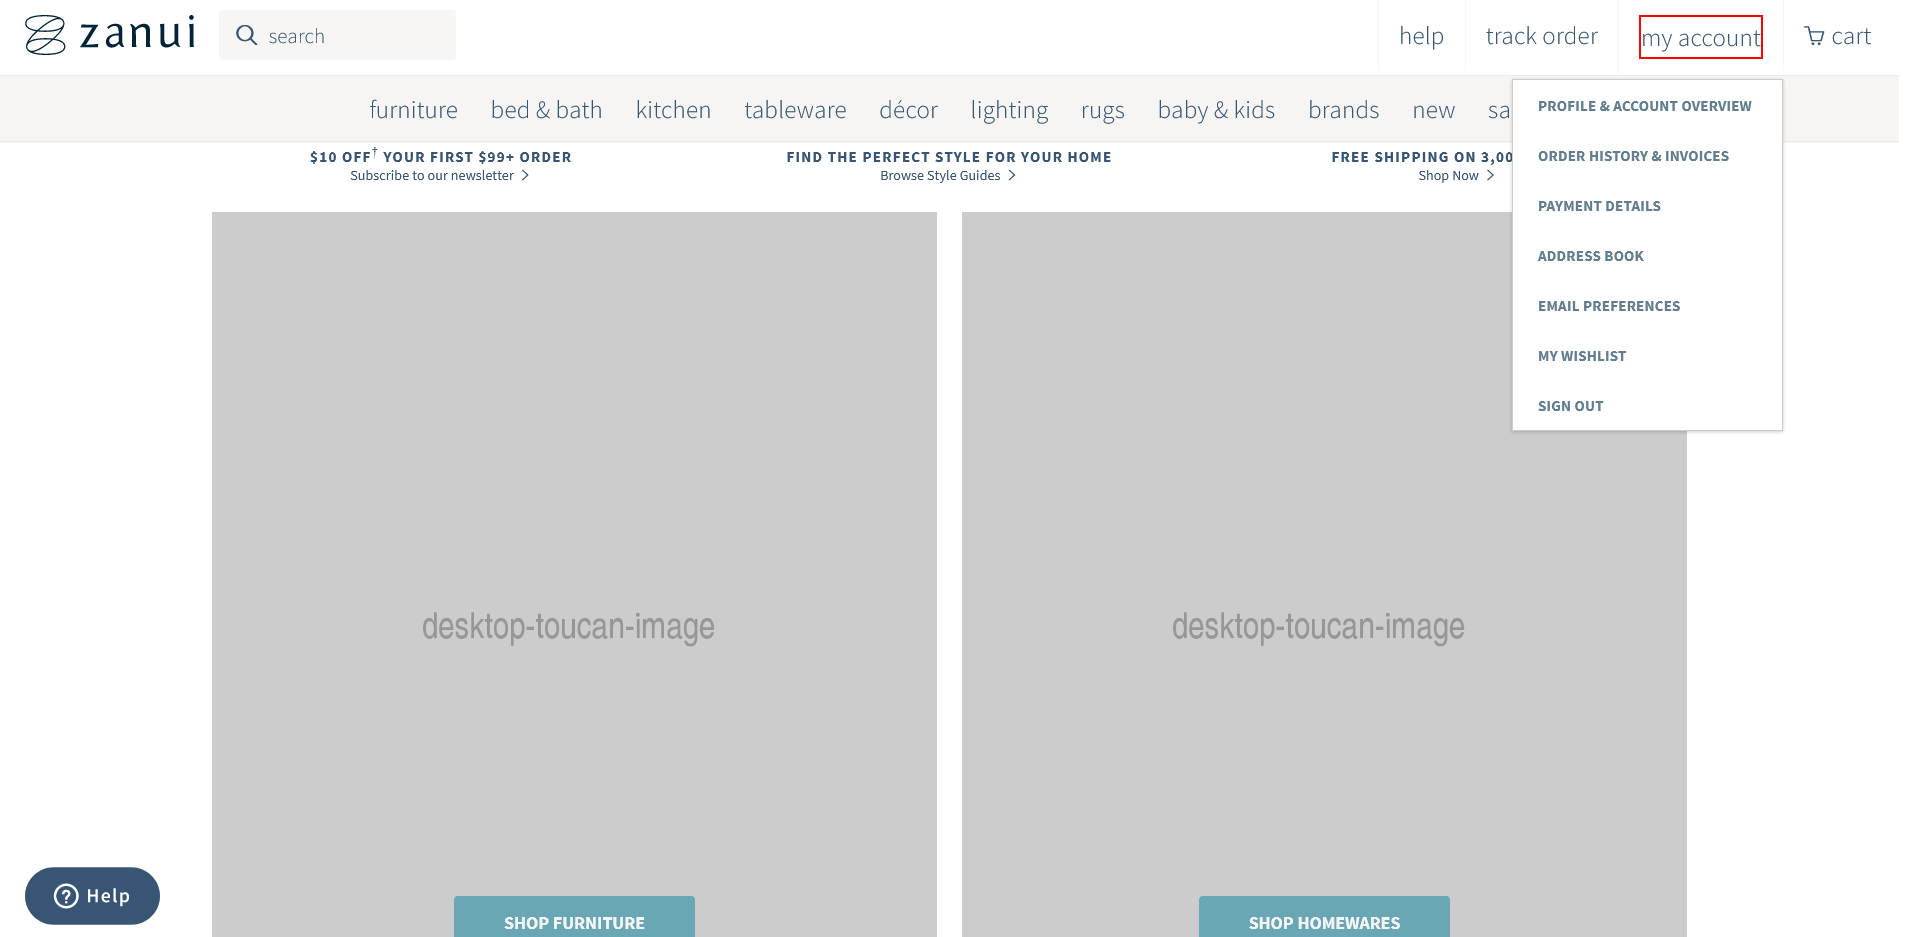 zanui
search
help
track order
my account
cart
furniture
bed & bath
kitchen
tableware
décor
lighting
rugs
baby & kids
brands
new
PROFILE & ACCOUNT OVERVIEW
ORDER HISTORY & INVOICES
PAYMENT DETAILS
ADDRESS BOOK
EMAIL PREFERENCES
MY WISHLIST
SIGN OUT
$10 OFF† YOUR FIRST $99+ ORDER
Subscribe to our newsletter
FIND THE PERFECT STYLE FOR YOUR HOME
Browse Style Guides
FREE SHIPPING ON 3,00
Shop Now
desktop-toucan-image
desktop-toucan-image
SHOP FURNITURE
SHOP HOMEWARES
Help